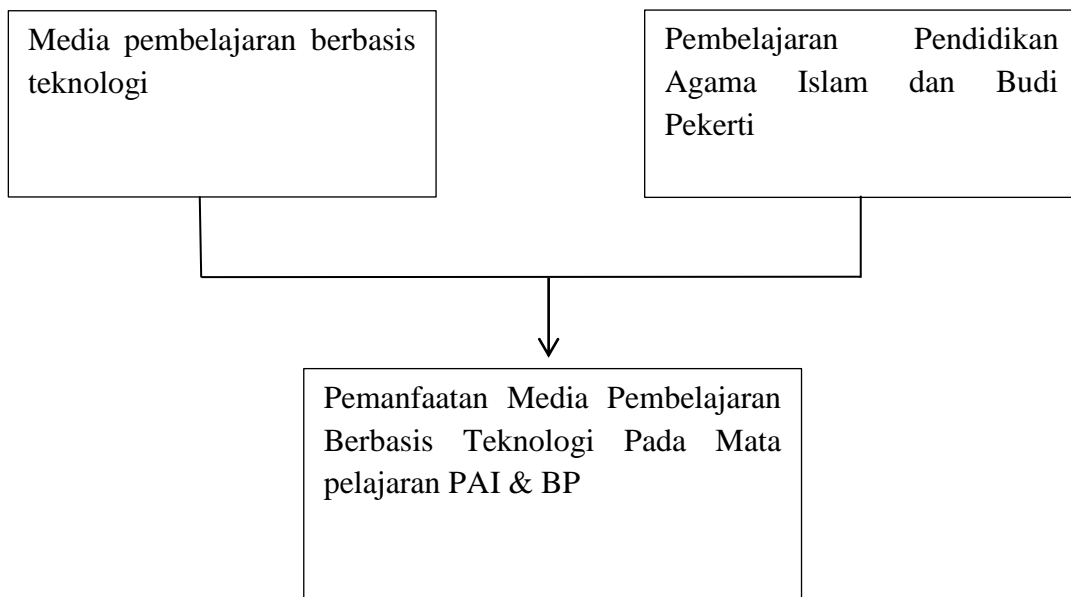 Media pembelajaran berbasis
teknologi
Pembelajaran Pendidikan
Agama Islam dan Budi
Pekerti
Pemanfaatan Media Pembelajaran
Berbasis Teknologi Pada Mata
pelajaran PAI & BP